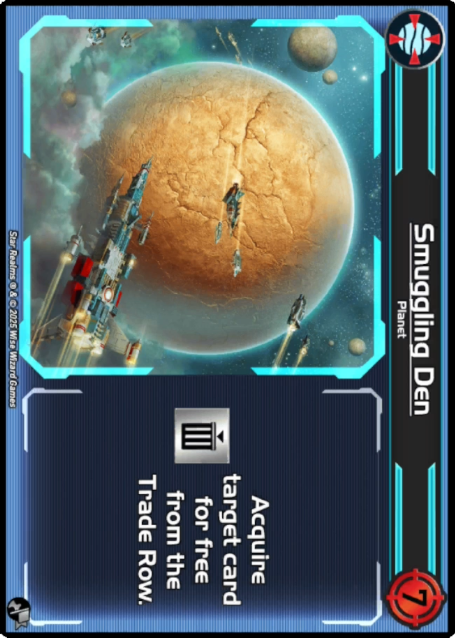 Smuggling Den
Planet
7
Acquire
target card
for free
from the
Trade Row.
Star Realms ® & © 2025 Wise Wizard Games